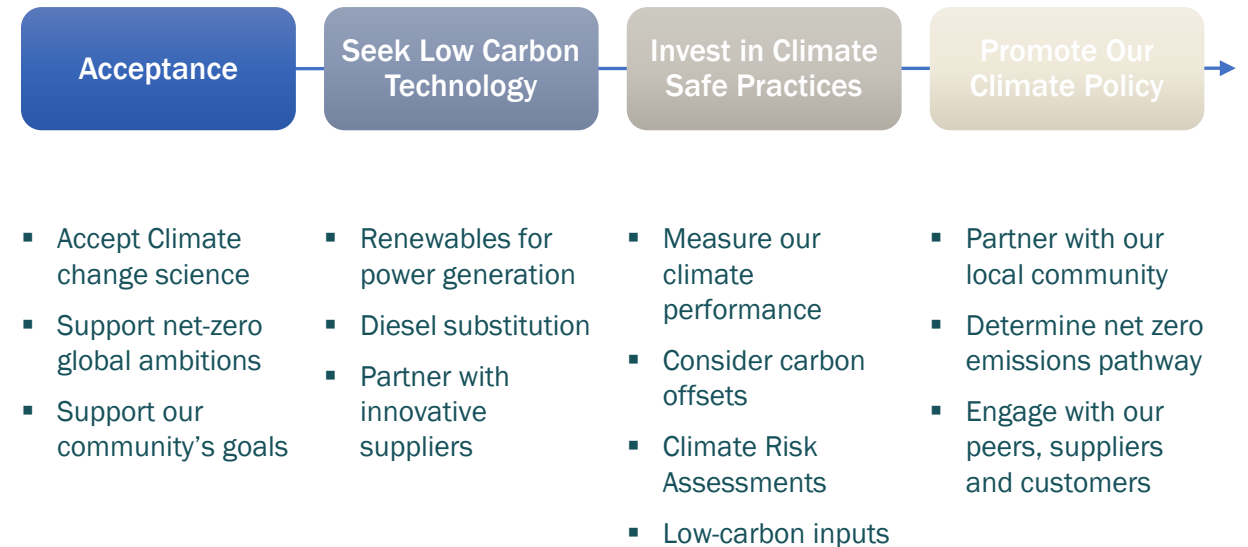 Acceptance
Seek Low Carbon
Technology
Invest in Climate
Safe Practices
Promote Our
Climate Policy
▪ Accept Climate
change science
▪ Support net-zero
global ambitions
▪ Support our
community’s goals
▪ Renewables for
power generation
▪ Diesel substitution
▪ Partner with
innovative
suppliers
▪ Measure our
climate
performance
▪ Consider carbon
offsets
▪ Climate Risk
Assessments
▪ Low-carbon inputs
▪ Partner with our
local community
▪ Determine net zero
emissions pathway
▪ Engage with our
peers, suppliers
and customers